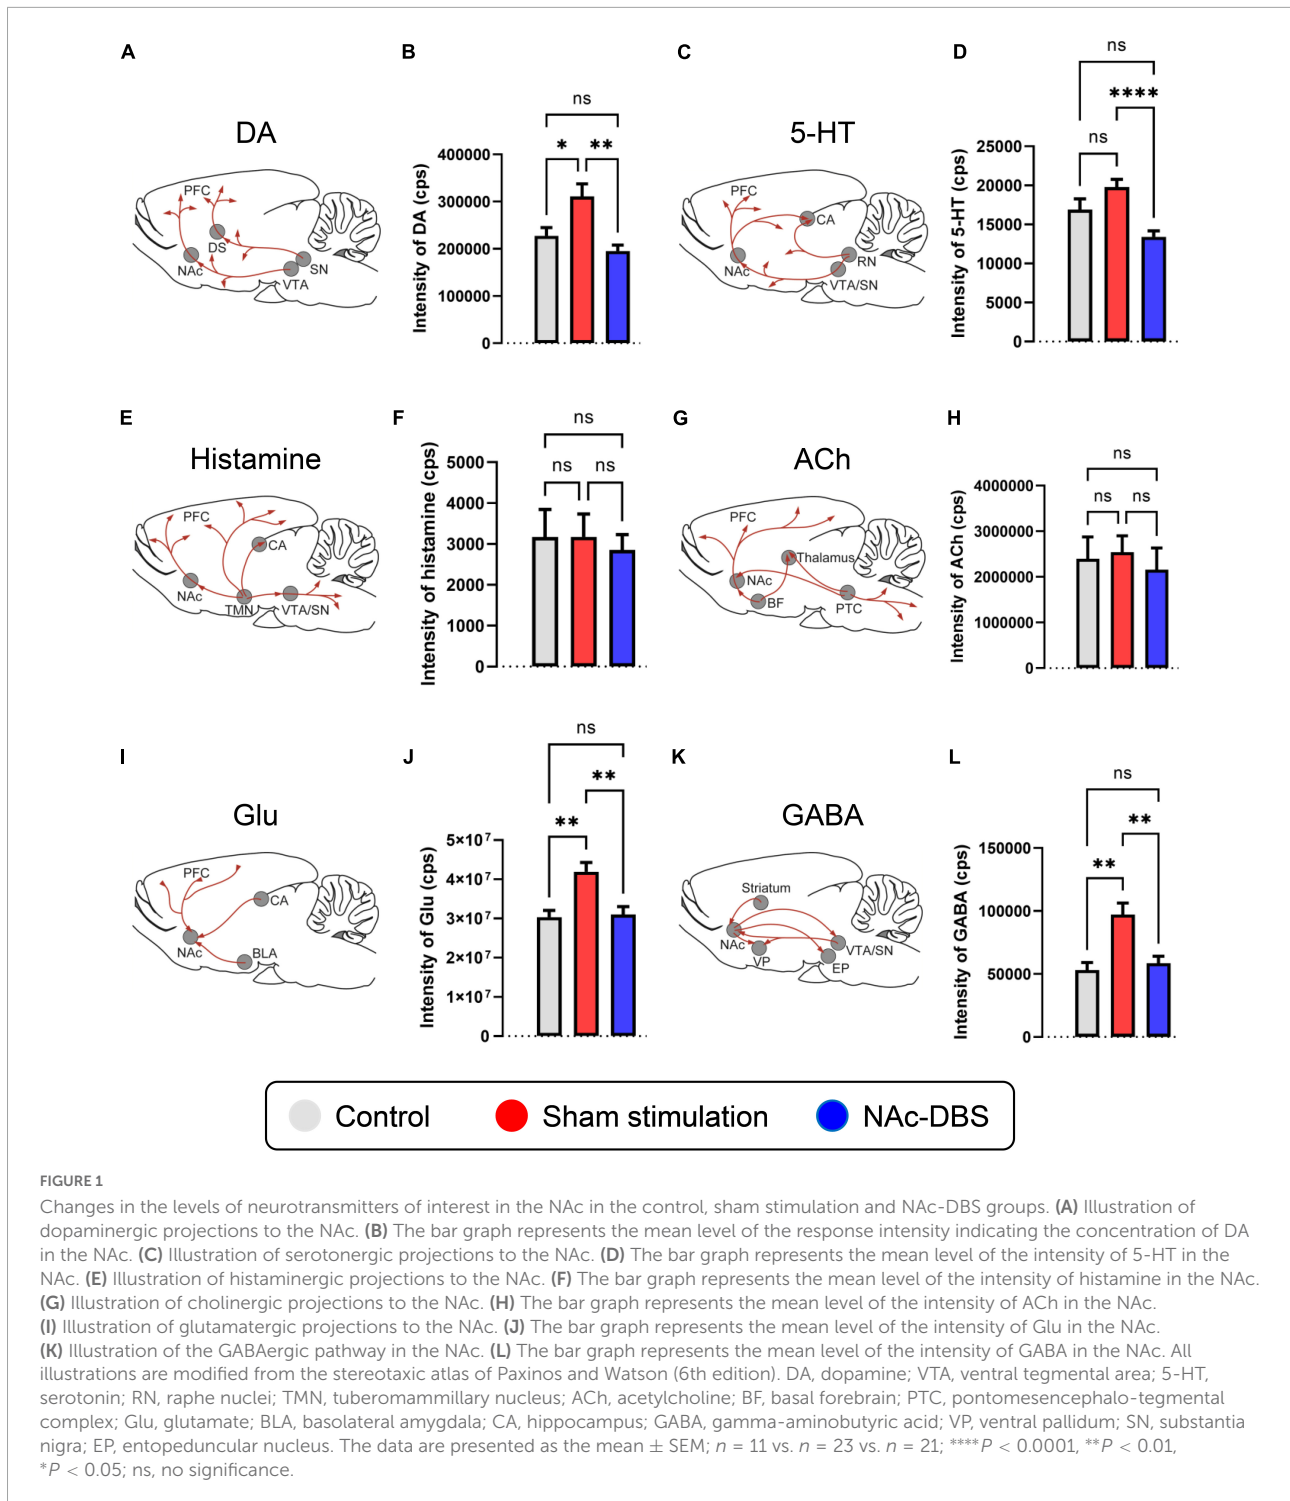 A
DA
PFC
DS
NAc
SN
VTA
B
ns
* **
Intensity of DA (cps)
400000
300000
200000
100000
0
C
5-HT
PFC
CA
NAc
RN
VTA/SN
D
ns
****
ns
Intensity of 5-HT (cps)
25000
20000
15000
10000
5000
0
E
Histamine
PFC
CA
NAc
TMN
VTA/SN
F
ns
ns ns
Intensity of histamine (cps)
5000
4000
3000
2000
1000
0
G
ACh
PFC
Thalamus
NAc
BF
PTC
H
ns
ns ns
Intensity of ACh (cps)
4000000
3000000
2000000
1000000
0
I
Glu
PFC
CA
NAc
BLA
J
ns
**
**
Intensity of Glu (cps)
5×10⁷
4×10⁷
3×10⁷
2×10⁷
1×10⁷
0
K
GABA
Striatum
NAc
VP
VTA/SN
EP
L
ns
**
**
Intensity of GABA (cps)
150000
100000
50000
0
Control Sham stimulation NAc-DBS
FIGURE 1
Changes in the levels of neurotransmitters of interest in the NAc in the control, sham stimulation and NAc-DBS groups. (A) Illustration of
dopaminergic projections to the NAc. (B) The bar graph represents the mean level of the response intensity indicating the concentration of DA
in the NAc. (C) Illustration of serotonergic projections to the NAc. (D) The bar graph represents the mean level of the intensity of 5-HT in the
NAc. (E) Illustration of histaminergic projections to the NAc. (F) The bar graph represents the mean level of the intensity of histamine in the NAc.
(G) Illustration of cholinergic projections to the NAc. (H) The bar graph represents the mean level of the intensity of ACh in the NAc.
(I) Illustration of glutamatergic projections to the NAc. (J) The bar graph represents the mean level of the intensity of Glu in the NAc.
(K) Illustration of the GABAergic pathway in the NAc. (L) The bar graph represents the mean level of the intensity of GABA in the NAc. All
illustrations are modified from the stereotaxic atlas of Paxinos and Watson (6th edition). DA, dopamine; VTA, ventral tegmental area; 5-HT,
serotonin; RN, raphe nuclei; TMN, tuberomammillary nucleus; ACh, acetylcholine; BF, basal forebrain; PTC, pontomesencephalo-tegmental
complex; Glu, glutamate; BLA, basolateral amygdala; CA, hippocampus; GABA, gamma-aminobutyric acid; VP, ventral pallidum; SN, substantia
nigra; EP, entopeduncular nucleus. The data are presented as the mean ± SEM; n = 11 vs. n = 23 vs. n = 21; ****P < 0.0001, **P < 0.01,
*P < 0.05; ns, no significance.